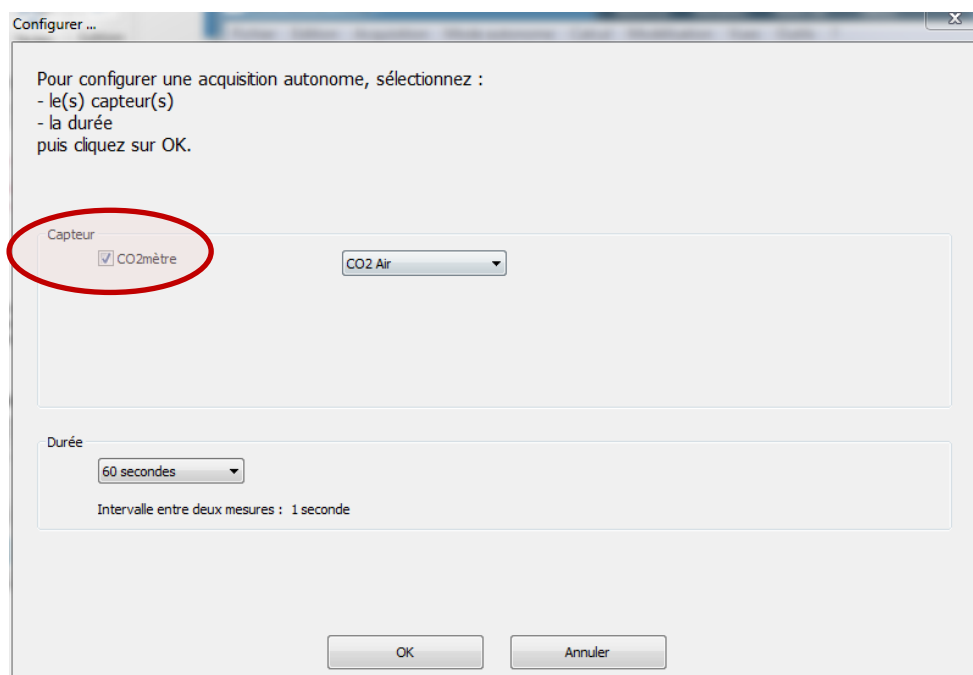 Configurer ...
Pour configurer une acquisition autonome, sélectionnez :
- le(s) capteur(s)
- la durée
puis cliquez sur OK.
Capteur
CO2mètre
CO2 Air
Durée
60 secondes
Intervalle entre deux mesures : 1 seconde
OK
Annuler